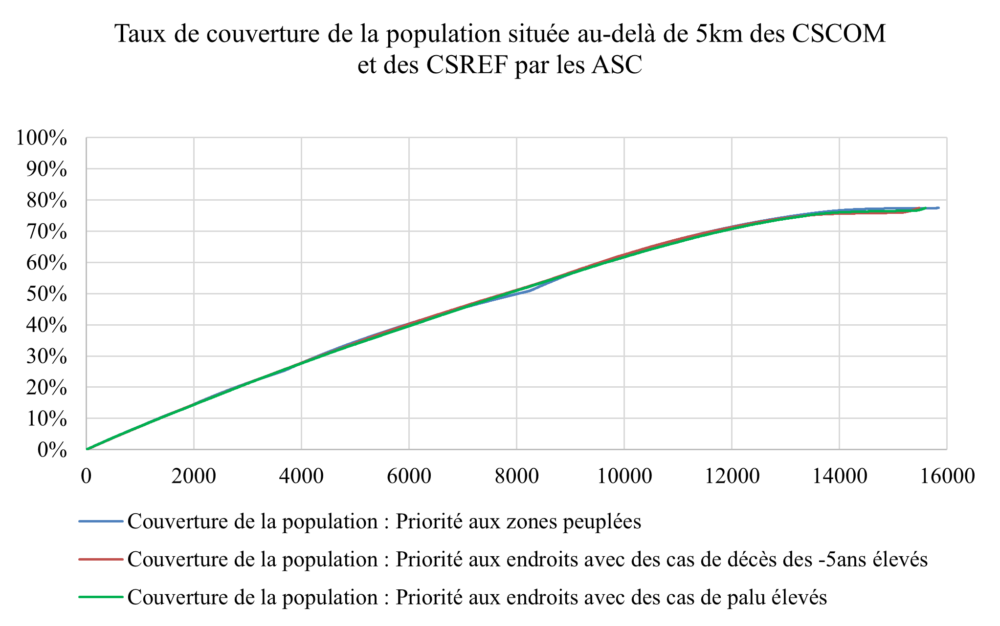 Taux de couverture de la population située au-delà de 5km des CSCOM
et des CSREF par les ASC
100%
90%
80%
70%
60%
50%
40%
30%
20%
10%
0%
0 2000 4000 6000 8000 10000 12000 14000 16000
Couverture de la population : Priorité aux zones peuplées
Couverture de la population : Priorité aux endroits avec des cas de décès des -5ans élevés
Couverture de la population : Priorité aux endroits avec des cas de palu élevés